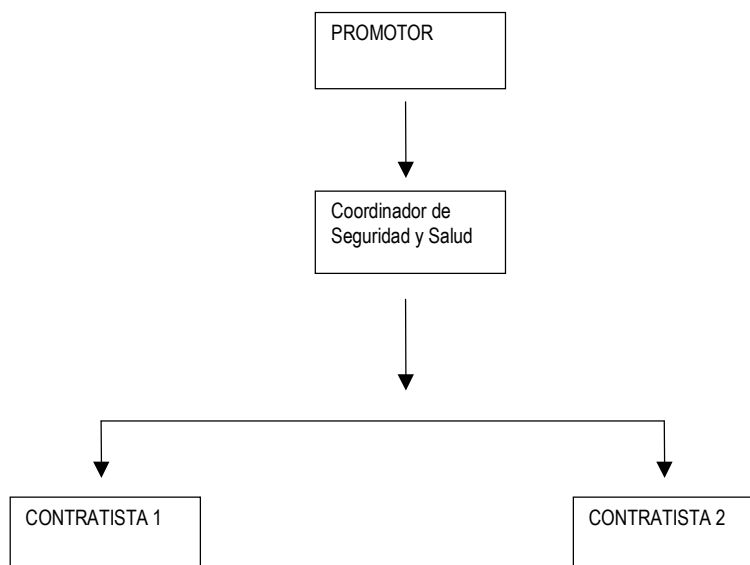 PROMOTOR
Coordinador de
Seguridad y Salud
CONTRATISTA 1
CONTRATISTA 2